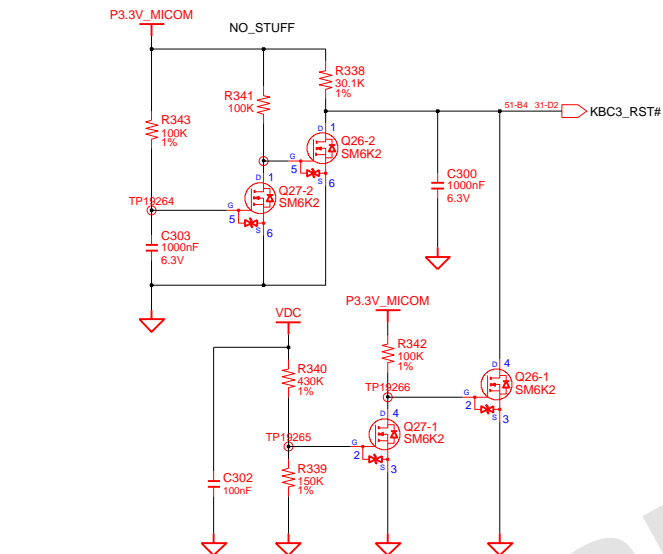 P3.3V_MICOM
NO_STUFF
R338
30.1K
1%
R341
100K
R343
100K
1%
51-B4 31-D2
KBC3_RST#
D 1
Q26-2
SM6K2
G
5
S 6
D 1
Q27-2
SM6K2
TP19264
G
5
S 6
C300
1000nF
6.3V
C303
1000nF
6.3V
VDC
P3.3V_MICOM
R342
100K
1%
R340
430K
1%
TP19266
D 4
Q26-1
SM6K2
G
2
S 3
D 4
Q27-1
SM6K2
TP19265
G
2
S 3
C302
100nF
R339
150K
1%